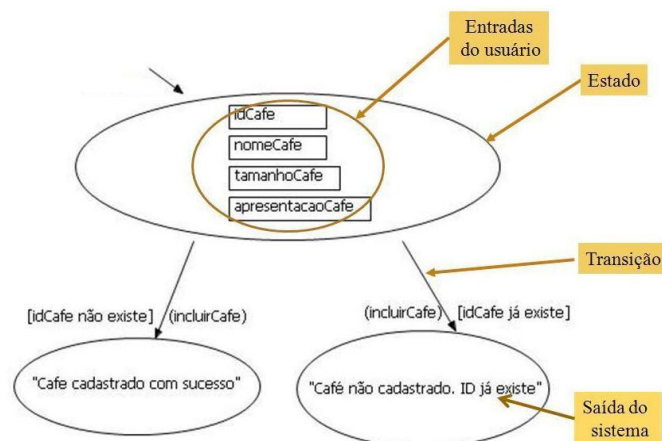 Entradas
do usuário
Estado
idCafe
nomeCafe
tamanhoCafe
apresentacaoCafe
Transição
[idCafe não existe] (incluirCafe)
(incluirCafe) [idCafe já existe]
"Cafe cadastrado com sucesso"
"Café não cadastrado. ID já existe"
Saída do
sistema